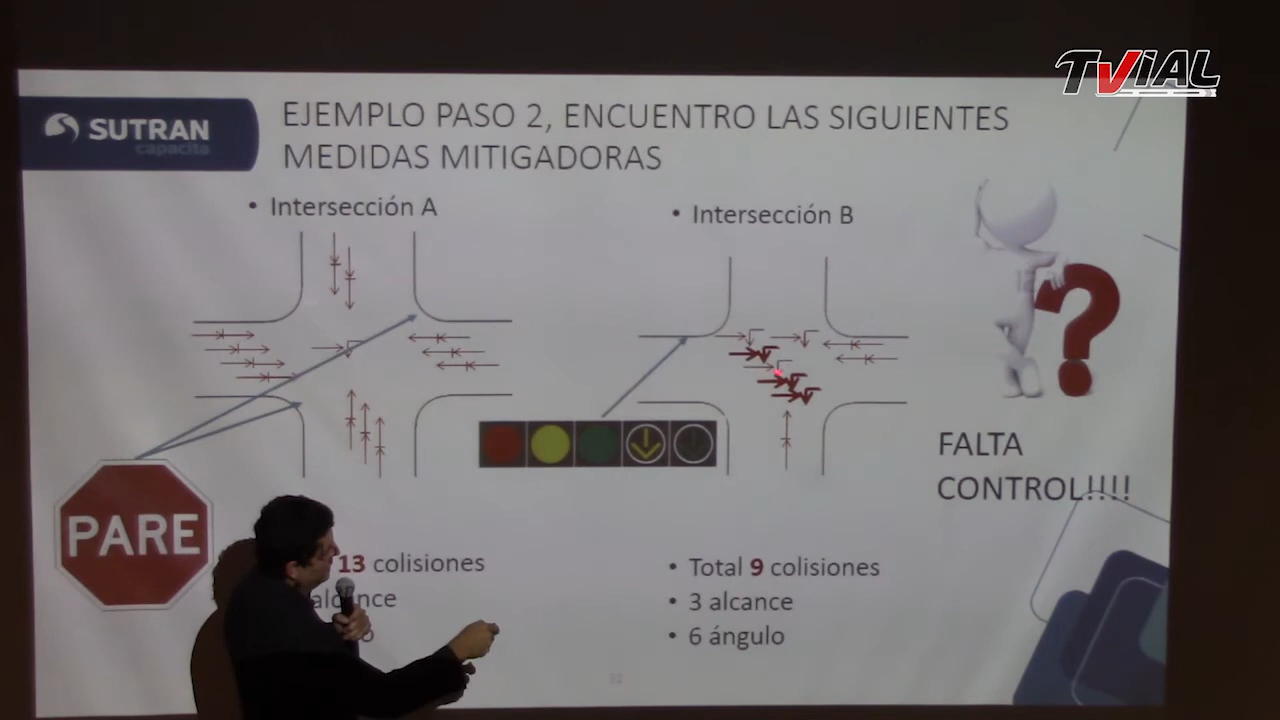 TVIAL
SUTRAN
capacita
EJEMPLO PASO 2, ENCUENTRO LAS SIGUIENTES
MEDIDAS MITIGADORAS
• Intersección A
• Intersección B
PARE
FALTA
CONTROL!!!!
13 colisiones
alcance
• Total 9 colisiones
• 3 alcance
• 6 ángulo